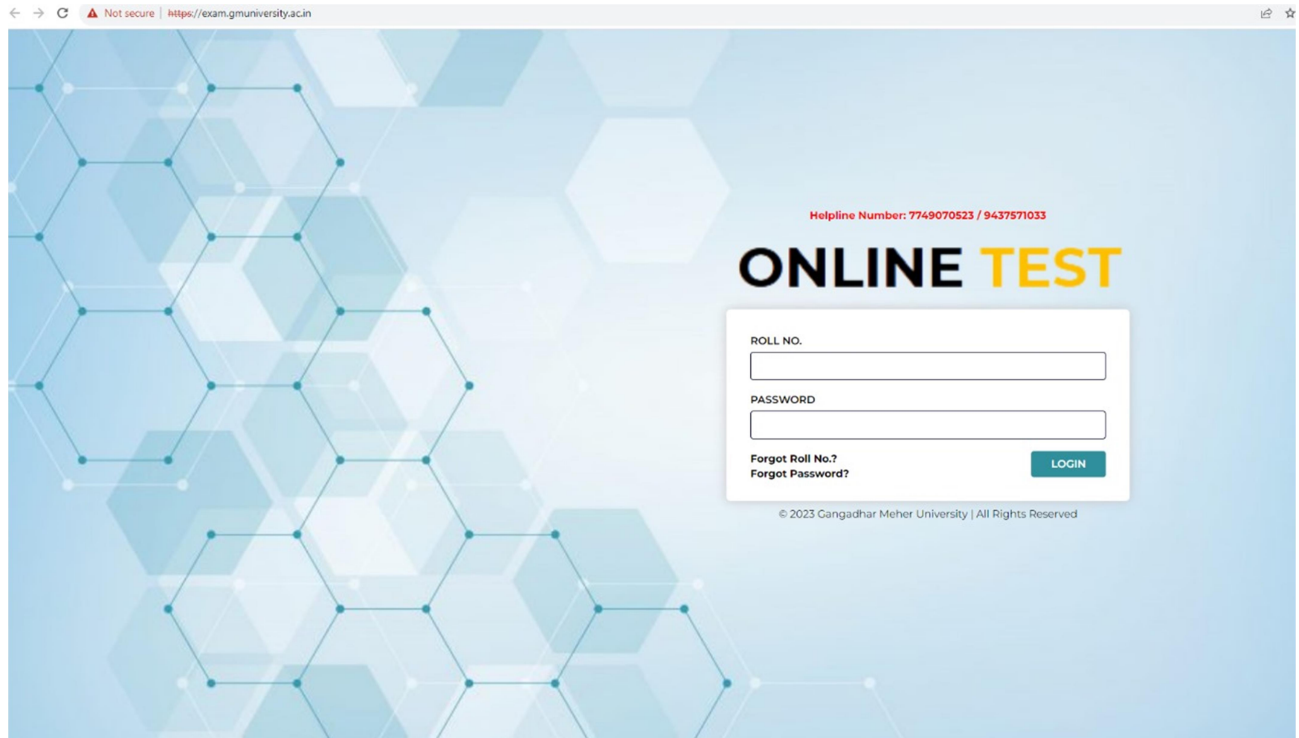 Not secure | https://exam.gmuniversity.ac.in
Helpline Number: 7749070523 / 9437571033
ONLINE TEST
ROLL NO.
PASSWORD
Forgot Roll No.?
LOGIN
Forgot Password?
© 2023 Gangadhar Meher University | All Rights Reserved